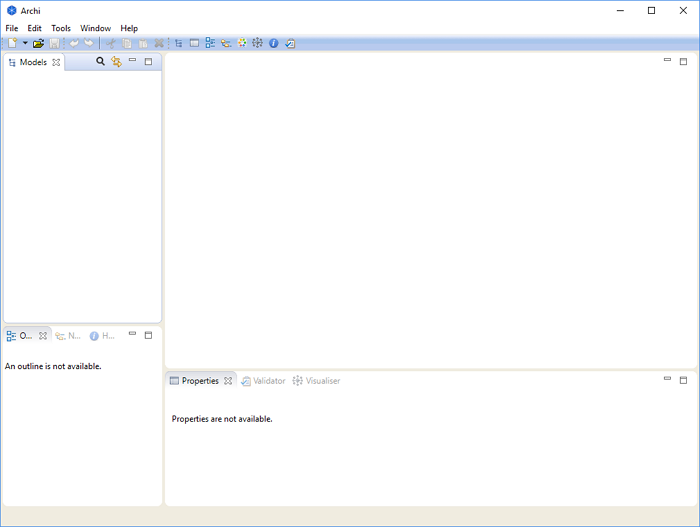 Archi
File Edit Tools Window Help
Models
O... N... H...
An outline is not available.
Properties Validator Visualiser
Properties are not available.